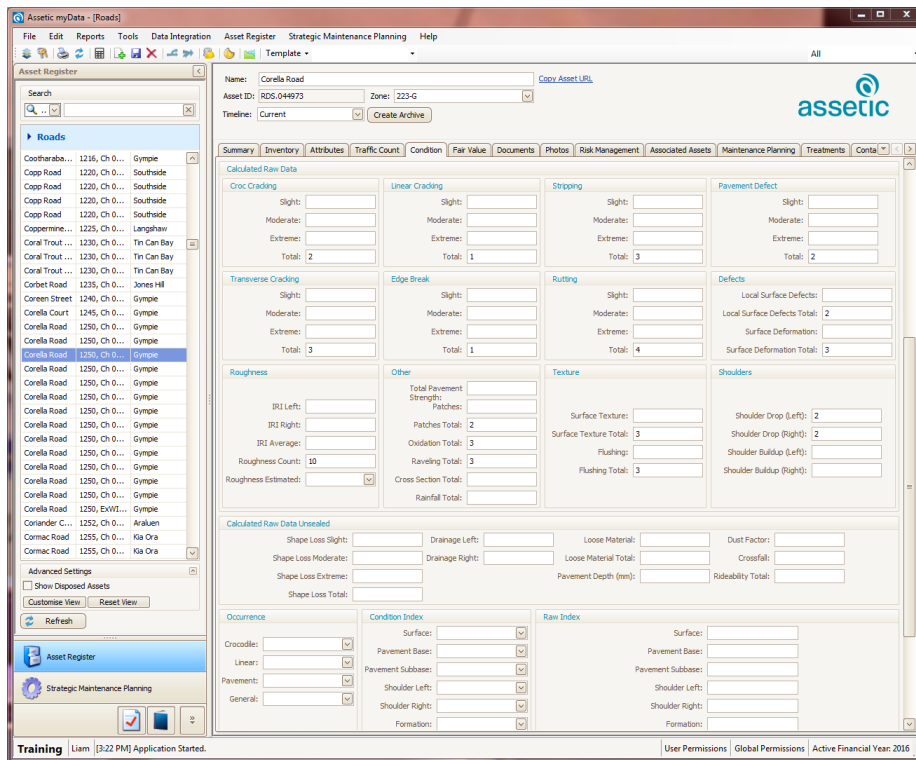 Assetic myData - [Roads]
File Edit Reports Tools Data Integration Asset Register Strategic Maintenance Planning Help
Template All
Asset Register
Search
Roads
Cootharaba... 1216, Ch 0... Gympie
Copp Road 1220, Ch 0... Southside
Copp Road 1220, Ch 0... Southside
Copp Road 1220, Ch 0... Southside
Copp Road 1220, Ch 0... Southside
Coppermine... 1225, Ch 0... Langshaw
Coral Trout ... 1230, Ch 0... Tin Can Bay
Coral Trout ... 1230, Ch 0... Tin Can Bay
Coral Trout ... 1230, Ch 0... Tin Can Bay
Corbet Road 1235, Ch 0... Jones Hill
Coreen Street 1240, Ch 0... Gympie
Corella Court 1245, Ch 0... Gympie
Corella Road 1250, Ch 0... Gympie
Corella Road 1250, Ch 0... Gympie
Corella Road 1250, Ch 0... Gympie
Corella Road 1250, Ch 0... Gympie
Corella Road 1250, Ch 0... Gympie
Corella Road 1250, Ch 0... Gympie
Corella Road 1250, Ch 0... Gympie
Corella Road 1250, Ch 0... Gympie
Corella Road 1250, Ch 0... Gympie
Corella Road 1250, Ch 0... Gympie
Corella Road 1250, Ch 0... Gympie
Corella Road 1250, Ch 0... Gympie
Corella Road 1250, Ch 0... Gympie
Corella Road 1250, ExWI... Gympie
Coriander C... 1252, Ch 0... Araluen
Cormac Road 1255, Ch 0... Kia Ora
Cormac Road 1255, Ch 0... Kia Ora
Advanced Settings
Show Disposed Assets
Customise View Reset View
Refresh
Asset Register
Strategic Maintenance Planning
Name: Corella Road Copy Asset URL
Asset ID: RDS.044973 Zone: 223-G
Timeline: Current Create Archive
assetic
Summary Inventory Attributes Traffic Count Condition Fair Value Documents Photos Risk Management Associated Assets Maintenance Planning Treatments Conta
Calculated Raw Data
Croc Cracking Linear Cracking Stripping Pavement Defect
Slight: Slight: Slight: Slight:
Moderate: Moderate: Moderate: Moderate:
Extreme: Extreme: Extreme: Extreme:
Total: 2 Total: 1 Total: 3 Total: 2
Transverse Cracking Edge Break Rutting Defects
Slight: Slight: Slight: Local Surface Defects:
Moderate: Moderate: Moderate: Local Surface Defects Total: 2
Extreme: Extreme: Extreme: Surface Deformation:
Total: 3 Total: 1 Total: 4 Surface Deformation Total: 3
Roughness Other Texture Shoulders
IRI Left:
IRI Right:
IRI Average:
Roughness Count: 10
Roughness Estimated:
Total Pavement
Strength:
Patches:
Patches Total: 2
Oxidation Total: 3
Raveling Total: 3
Cross Section Total:
Rainfall Total:
Surface Texture:
Surface Texture Total: 3
Flushing:
Flushing Total: 3
Shoulder Drop (Left): 2
Shoulder Drop (Right): 2
Shoulder Buildup (Left):
Shoulder Buildup (Right):
Calculated Raw Data Unsealed
Shape Loss Slight: Drainage Left: Loose Material: Dust Factor:
Shape Loss Moderate: Drainage Right: Loose Material Total: Crossfall:
Shape Loss Extreme: Pavement Depth (mm): Rideability Total:
Shape Loss Total:
Occurrence Condition Index Raw Index
Crocodile:
Linear:
Pavement:
General:
Surface:
Pavement Base:
Pavement Subbase:
Shoulder Left:
Shoulder Right:
Formation:
Surface:
Pavement Base:
Pavement Subbase:
Shoulder Left:
Shoulder Right:
Formation:
Training Liam [3:22 PM] Application Started. User Permissions Global Permissions Active Financial Year: 2016